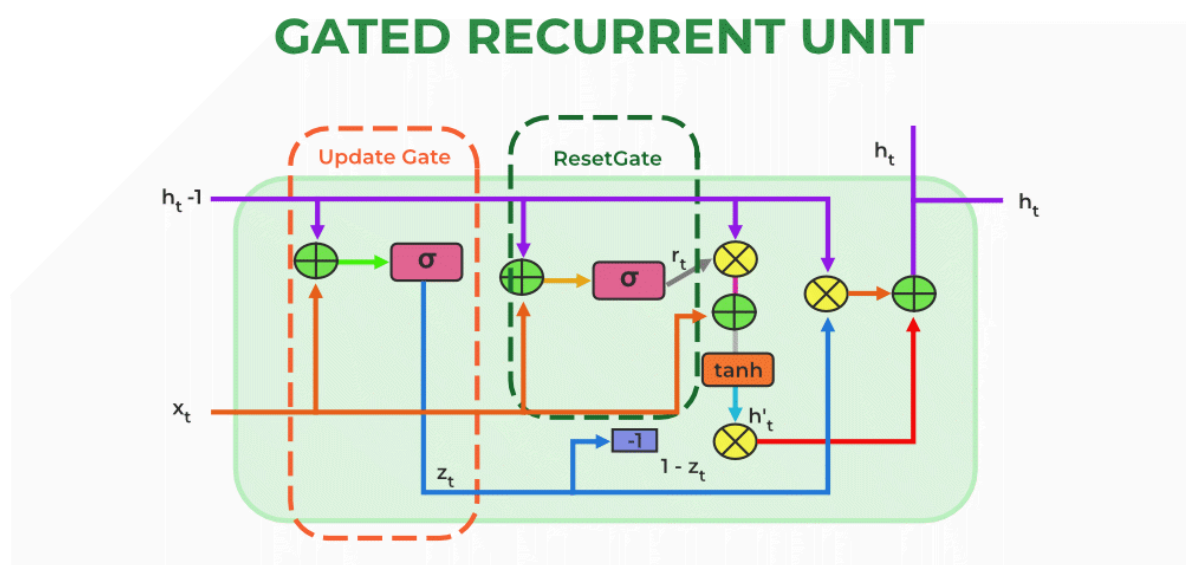 GATED RECURRENT UNIT
Update Gate
ResetGate
hₜ
hₜ -1
hₜ
σ
rₜ
σ
tanh
xₜ
h'ₜ
-1
1 - zₜ
zₜ